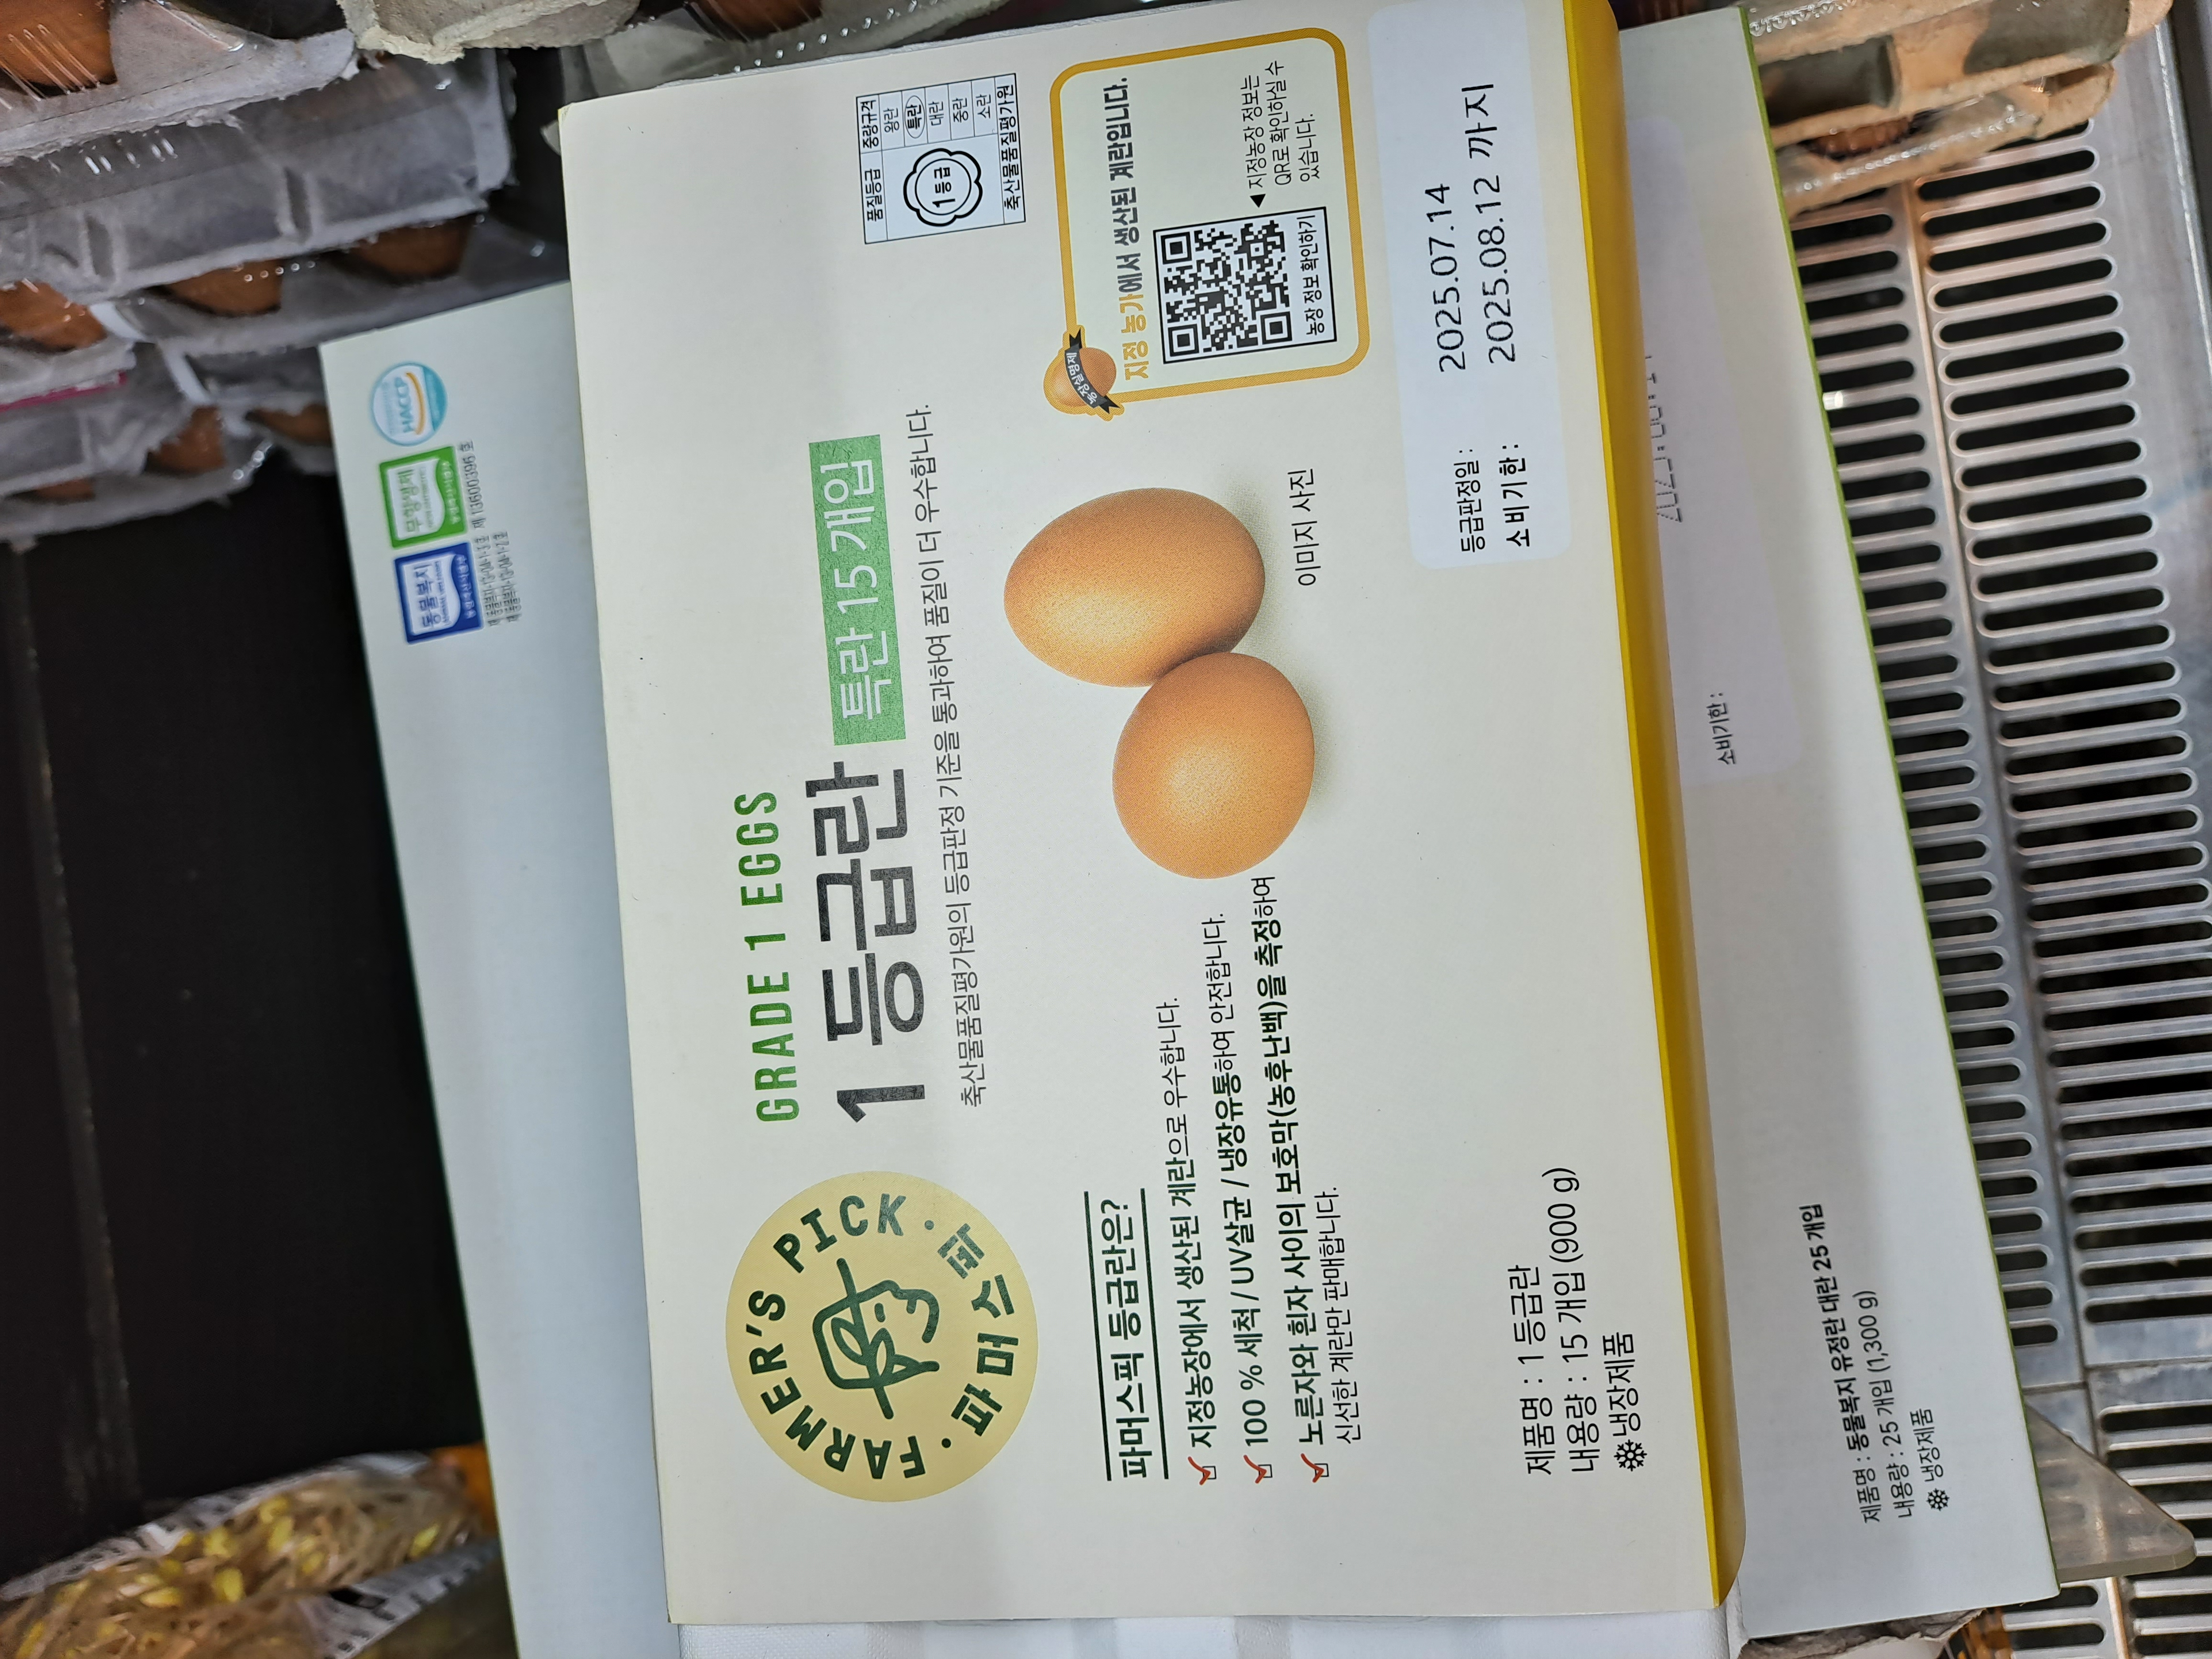 FARMER'S PICK
파머스픽
GRADE 1 EGGS
1 등급란
특란 15 개입
축산물품질평가원의 등급판정 기준을 통과하여 품질이 더 우수합니다.
품질등급
중량규격
1등급
왕란
특란
대란
중란
소란
축산물품질평가원
파머스픽 등급란은?
지정농장에서 생산된 계란으로 우수합니다.
100 % 세척 / UV살균 / 냉장유통하여 안전합니다.
노른자와 흰자 사이의 보호막(농후난백)을 측정하여
신선한 계란만 판매합니다.
이미지 사진
농장실명제
지정 농가에서 생산된 계란입니다.
◀ 지정농장 정보는
QR로 확인하실 수
있습니다.
농장 정보 확인하기
제품명 : 1 등급란
내용량 : 15 개입 (900 g)
냉장제품
등급판정일 : 2025.07.14
소비기한 : 2025.08.12 까지
동물복지
무항생제
HACCP
제 13600396 호
소비기한 :
제품명 : 동물복지 유정란 대란 25 개입
내용량 : 25 개입 (1,300 g)
냉장제품